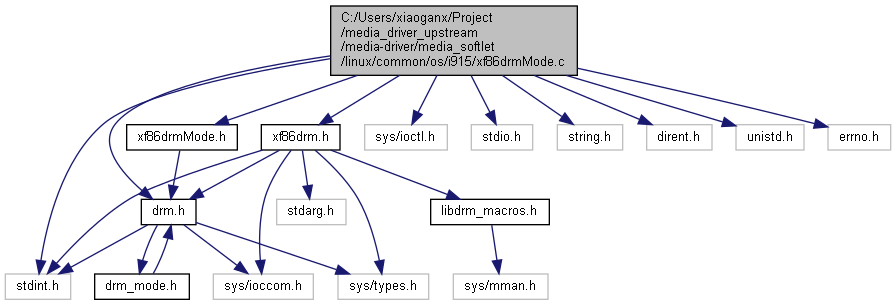 C:/Users/xiaoganx/Project
/media_driver_upstream
/media-driver/media_softlet
/linux/common/os/i915/xf86drmMode.c
xf86drmMode.h
xf86drm.h
sys/ioctl.h
stdio.h
string.h
dirent.h
unistd.h
errno.h
drm.h
stdarg.h
libdrm_macros.h
stdint.h
drm_mode.h
sys/ioccom.h
sys/types.h
sys/mman.h